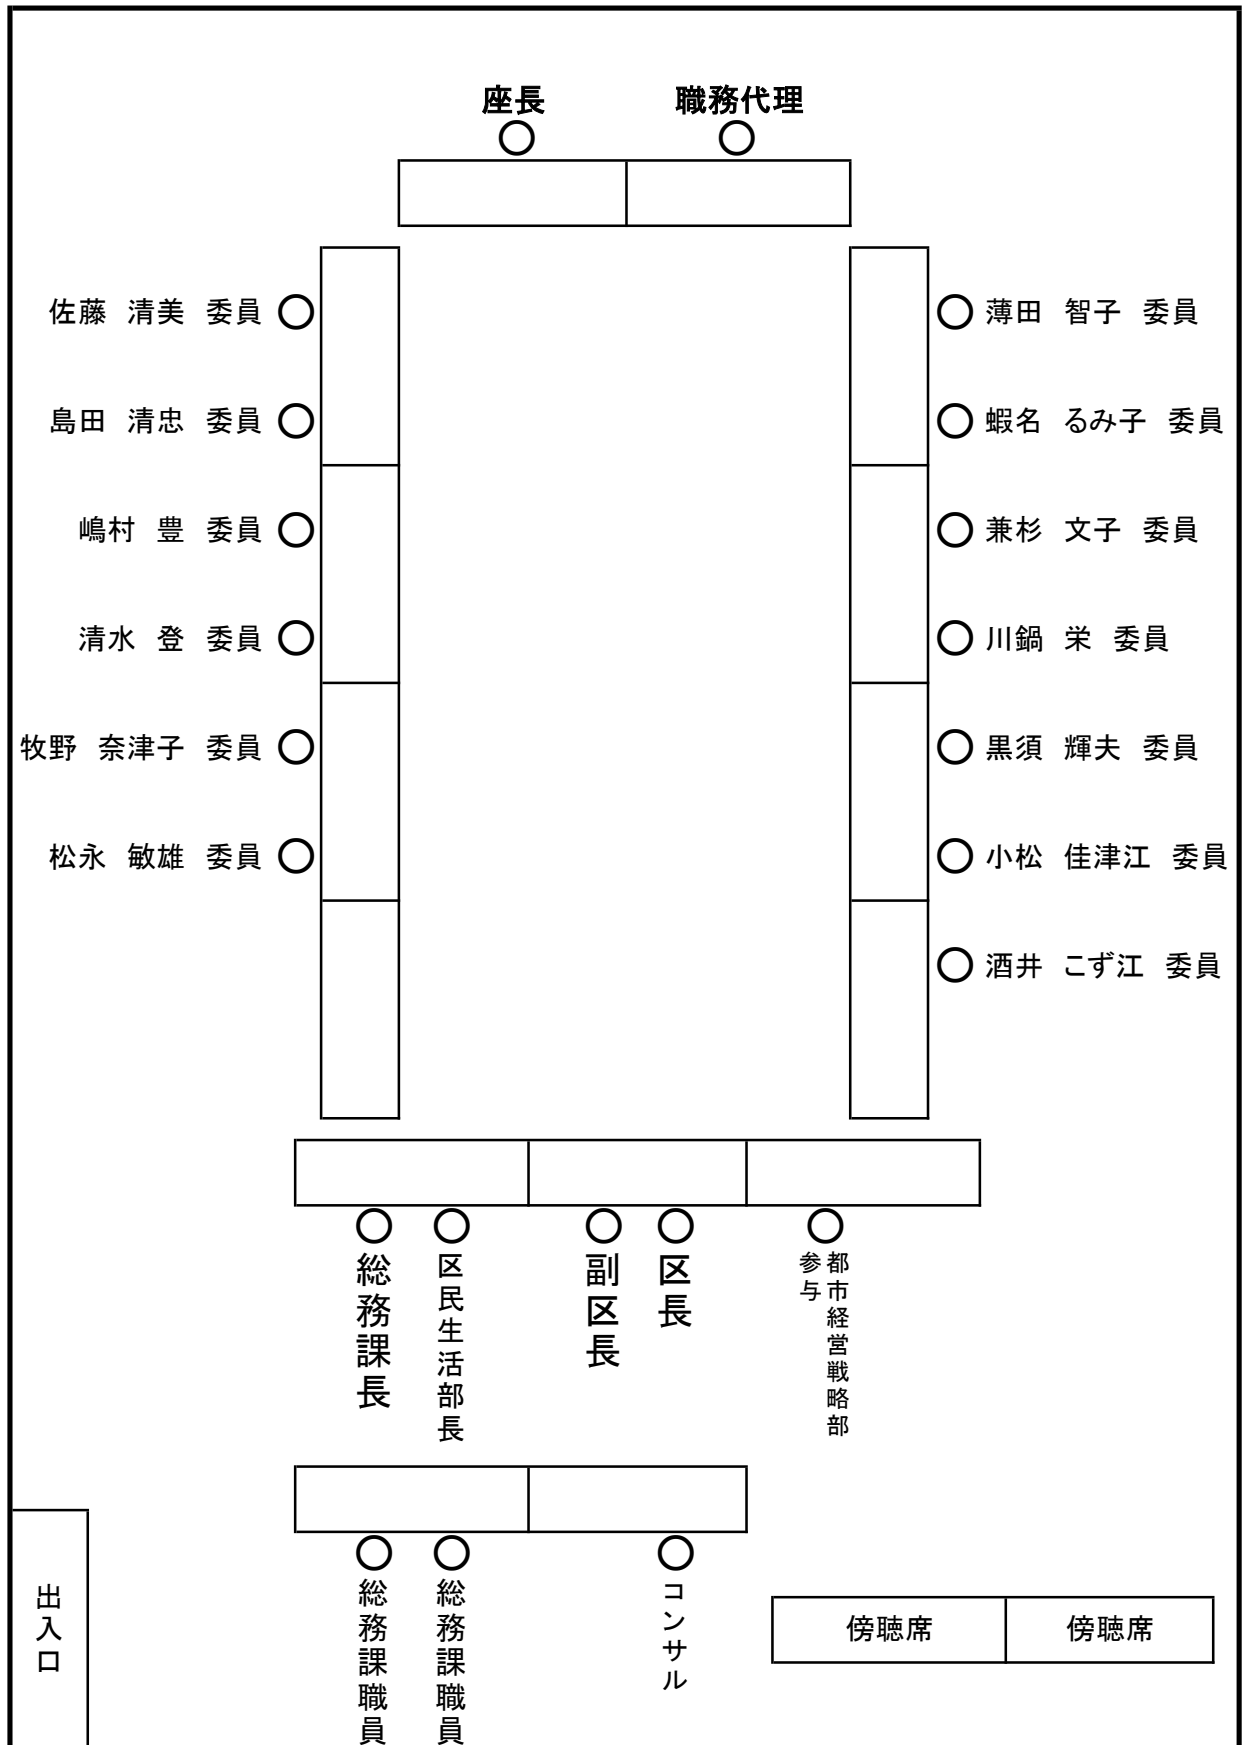 座長
職務代理
佐藤 清美 委員
薄田 智子 委員
島田 清忠 委員
蝦名 るみ子 委員
嶋村 豊 委員
兼杉 文子 委員
清水 登 委員
川鍋 栄 委員
牧野 奈津子 委員
黒須 輝夫 委員
松永 敏雄 委員
小松 佳津江 委員
酒井 こず江 委員
総務課長
区民生活部長
副区長
区長
都市経営戦略部
参与
出入口
総務課職員
総務課職員
コンサル
傍聴席
傍聴席